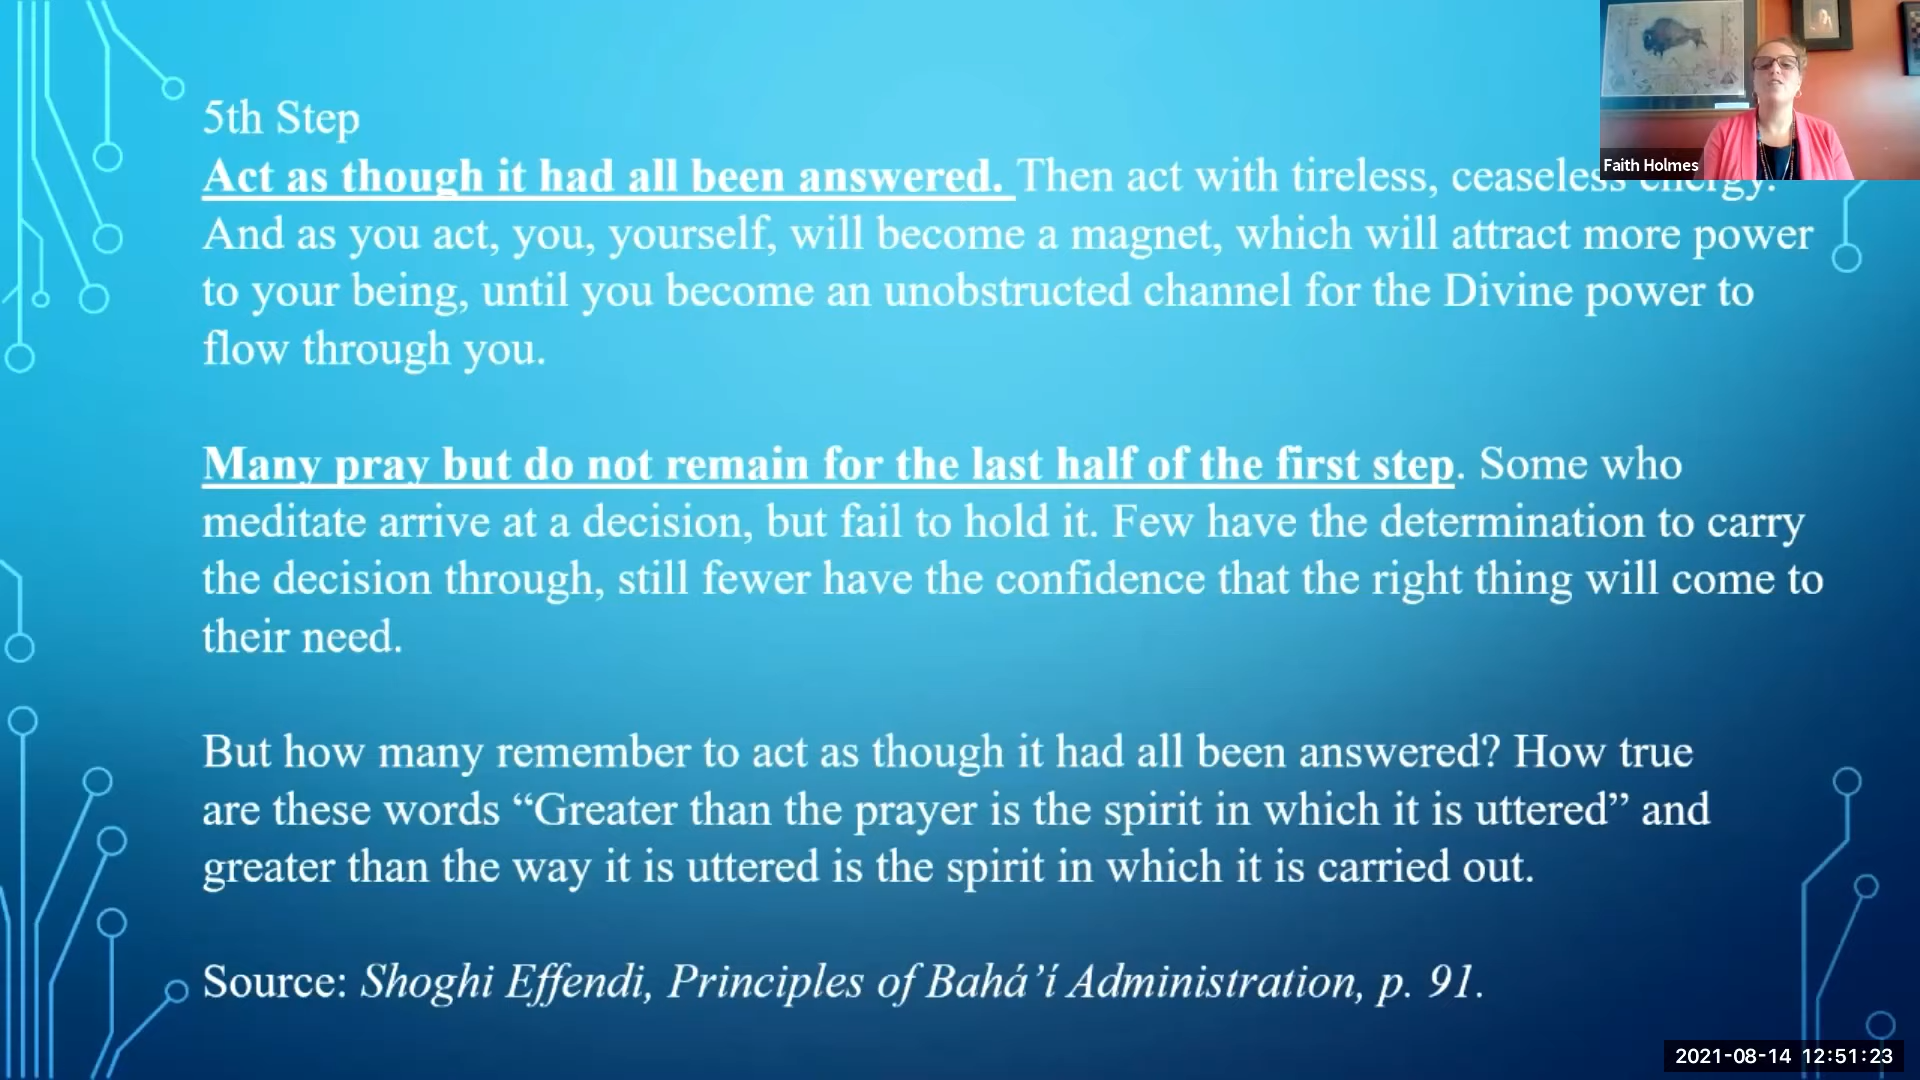 5th Step
Act as though it had all been answered. Then act with tireless, ceaseless energy.
And as you act, you, yourself, will become a magnet, which will attract more power
to your being, until you become an unobstructed channel for the Divine power to
flow through you.
Many pray but do not remain for the last half of the first step. Some who
meditate arrive at a decision, but fail to hold it. Few have the determination to carry
the decision through, still fewer have the confidence that the right thing will come to
their need.
But how many remember to act as though it had all been answered? How true
are these words “Greater than the prayer is the spirit in which it is uttered” and
greater than the way it is uttered is the spirit in which it is carried out.
Source: Shoghi Effendi, Principles of Bahá’í Administration, p. 91.
Faith Holmes
2021-08-14 12:51:23